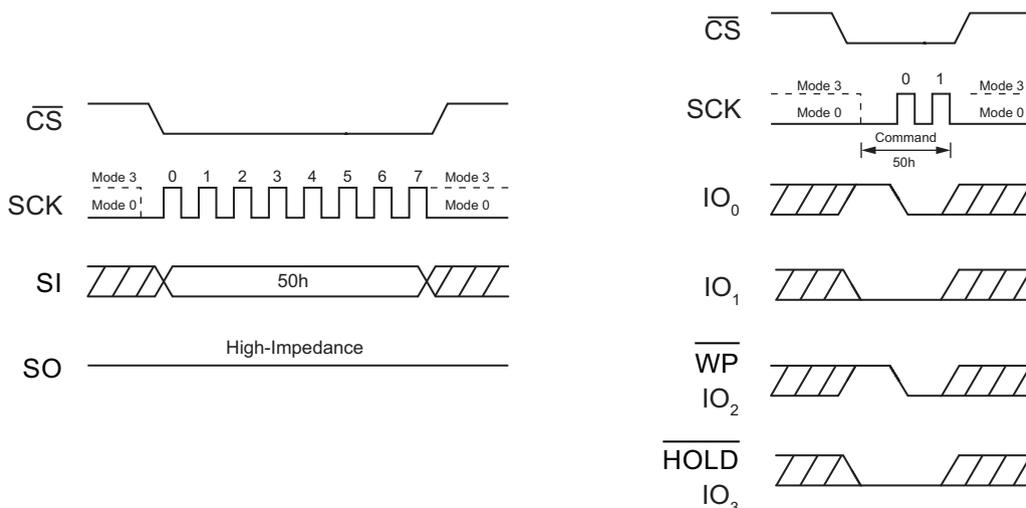 CS
SCK
Mode 3
Mode 0
0 1 2 3 4 5 6 7
Mode 3
Mode 0
SI
50h
SO
High-Impedance
CS
SCK
Mode 3
Mode 0
0 1
Mode 3
Mode 0
Command
50h
IO0
IO1
WP
IO2
HOLD
IO3